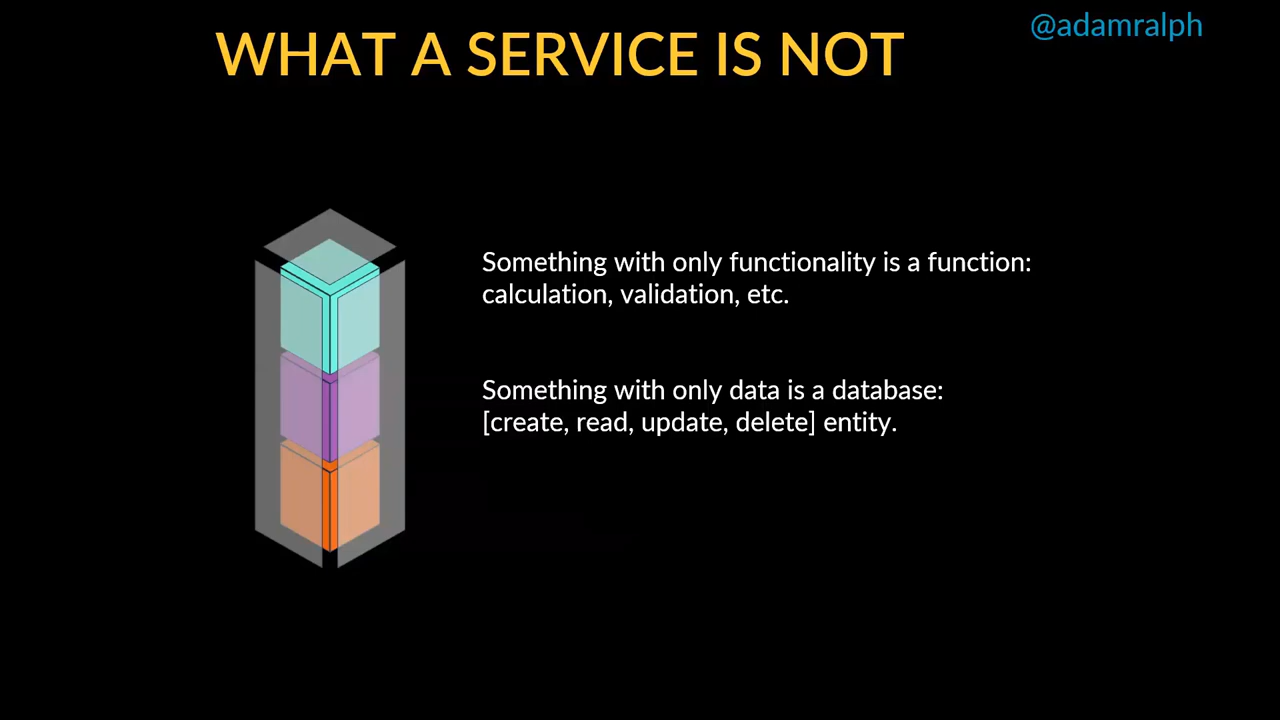 @adamralph
WHAT A SERVICE IS NOT
Something with only functionality is a function:
calculation, validation, etc.
Something with only data is a database:
[create, read, update, delete] entity.